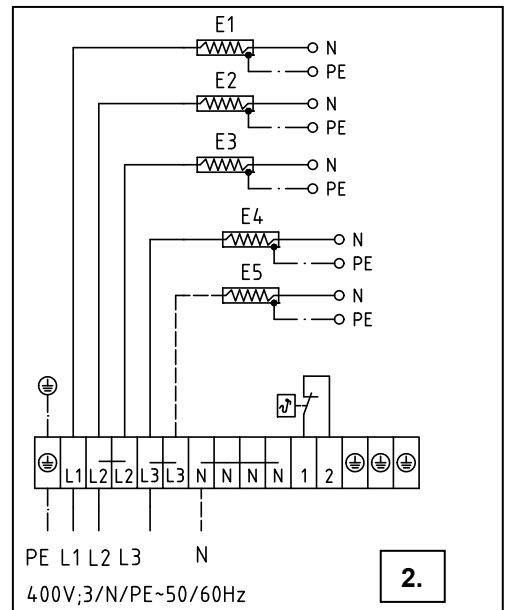 E1
N
PE
E2
N
PE
E3
N
PE
E4
N
PE
E5
N
PE
ϑ
L1 L2 L2 L3 L3 N N N N 1 2
PE L1 L2 L3 N
400V;3/N/PE~50/60Hz
2.